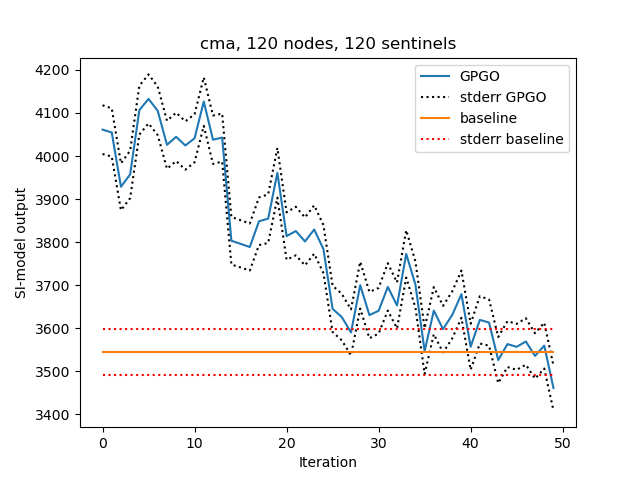 cma, 120 nodes, 120 sentinels
4200
4100
4000
3900
3800
3700
3600
3500
3400
SI-model output
GPGO
stderr GPGO
baseline
stderr baseline
0 10 20 30 40 50
Iteration